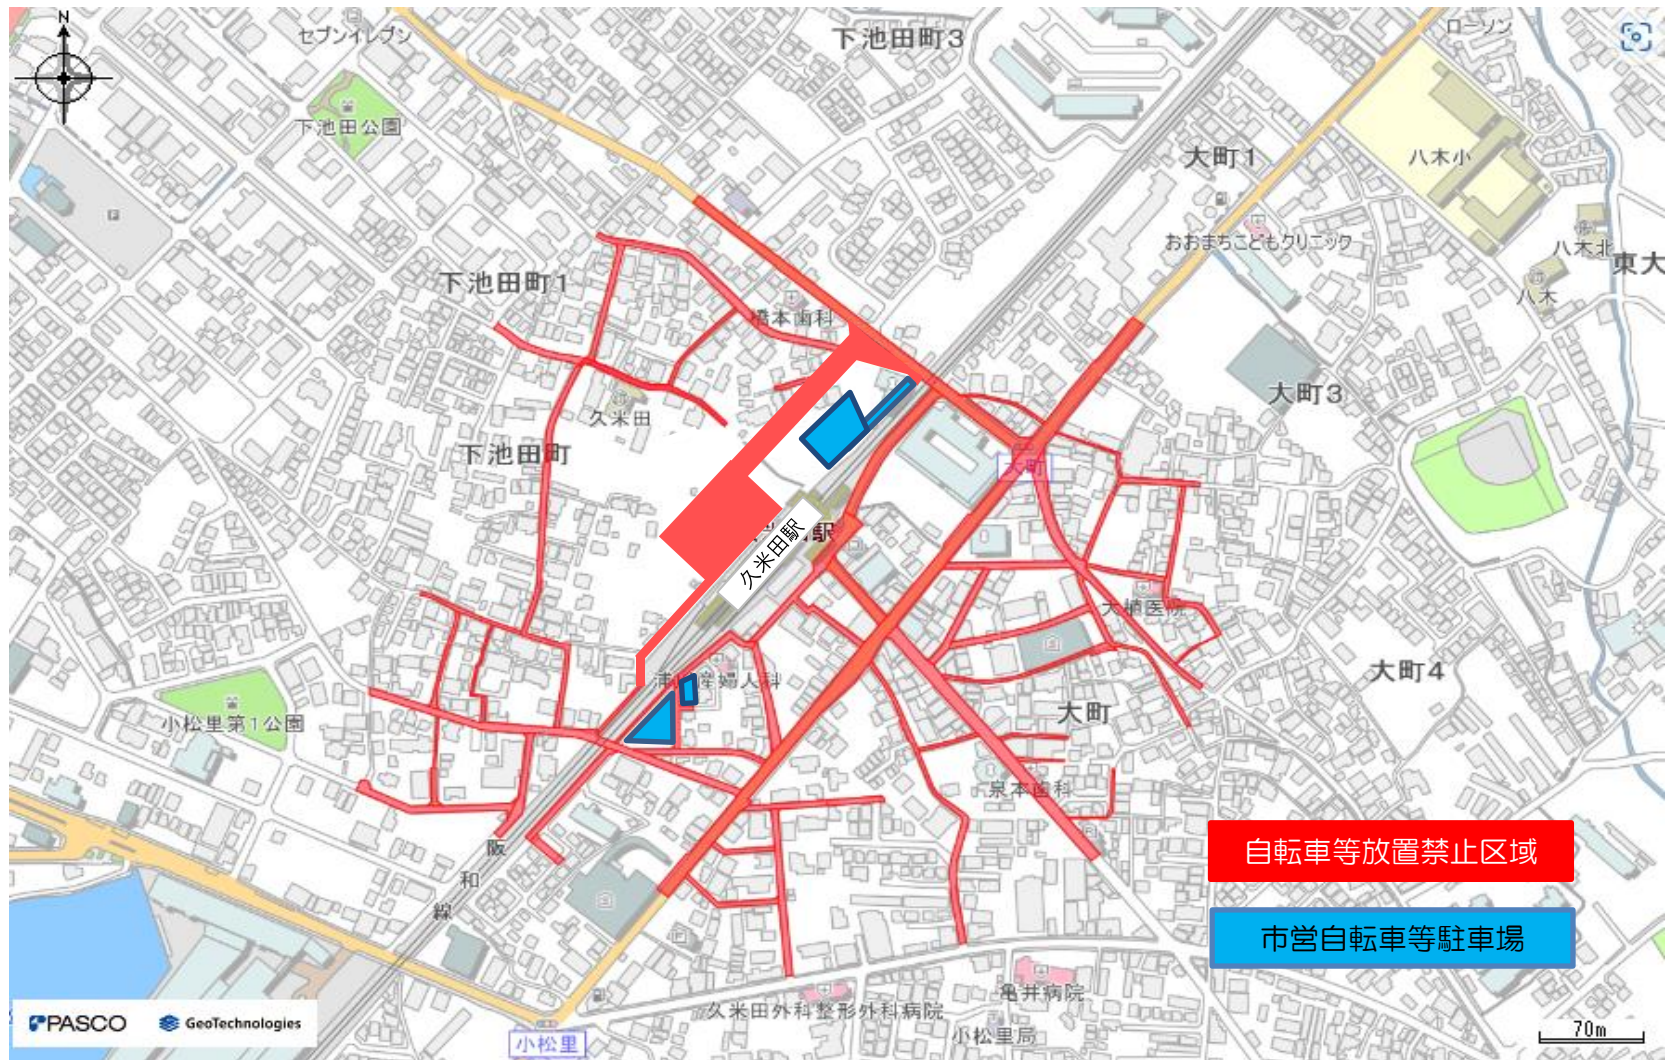 N
セブンイレブン
下池田町3
ローソン
下池田公園
大町1
八木小
P
おおまちこどもクリニック
八木北
東大
下池田町1
八木
橋本歯科
大町3
久米田
下池田町
大町
久米田駅
駅
大植医院
大町4
産婦人科
小松里第1公園
大町
泉本歯科
自転車等放置禁止区域
阪
和
線
市営自転車等駐車場
久米田外科整形外科病院
亀井病院
小松里局
小松里
PASCO
GeoTechnologies
70m